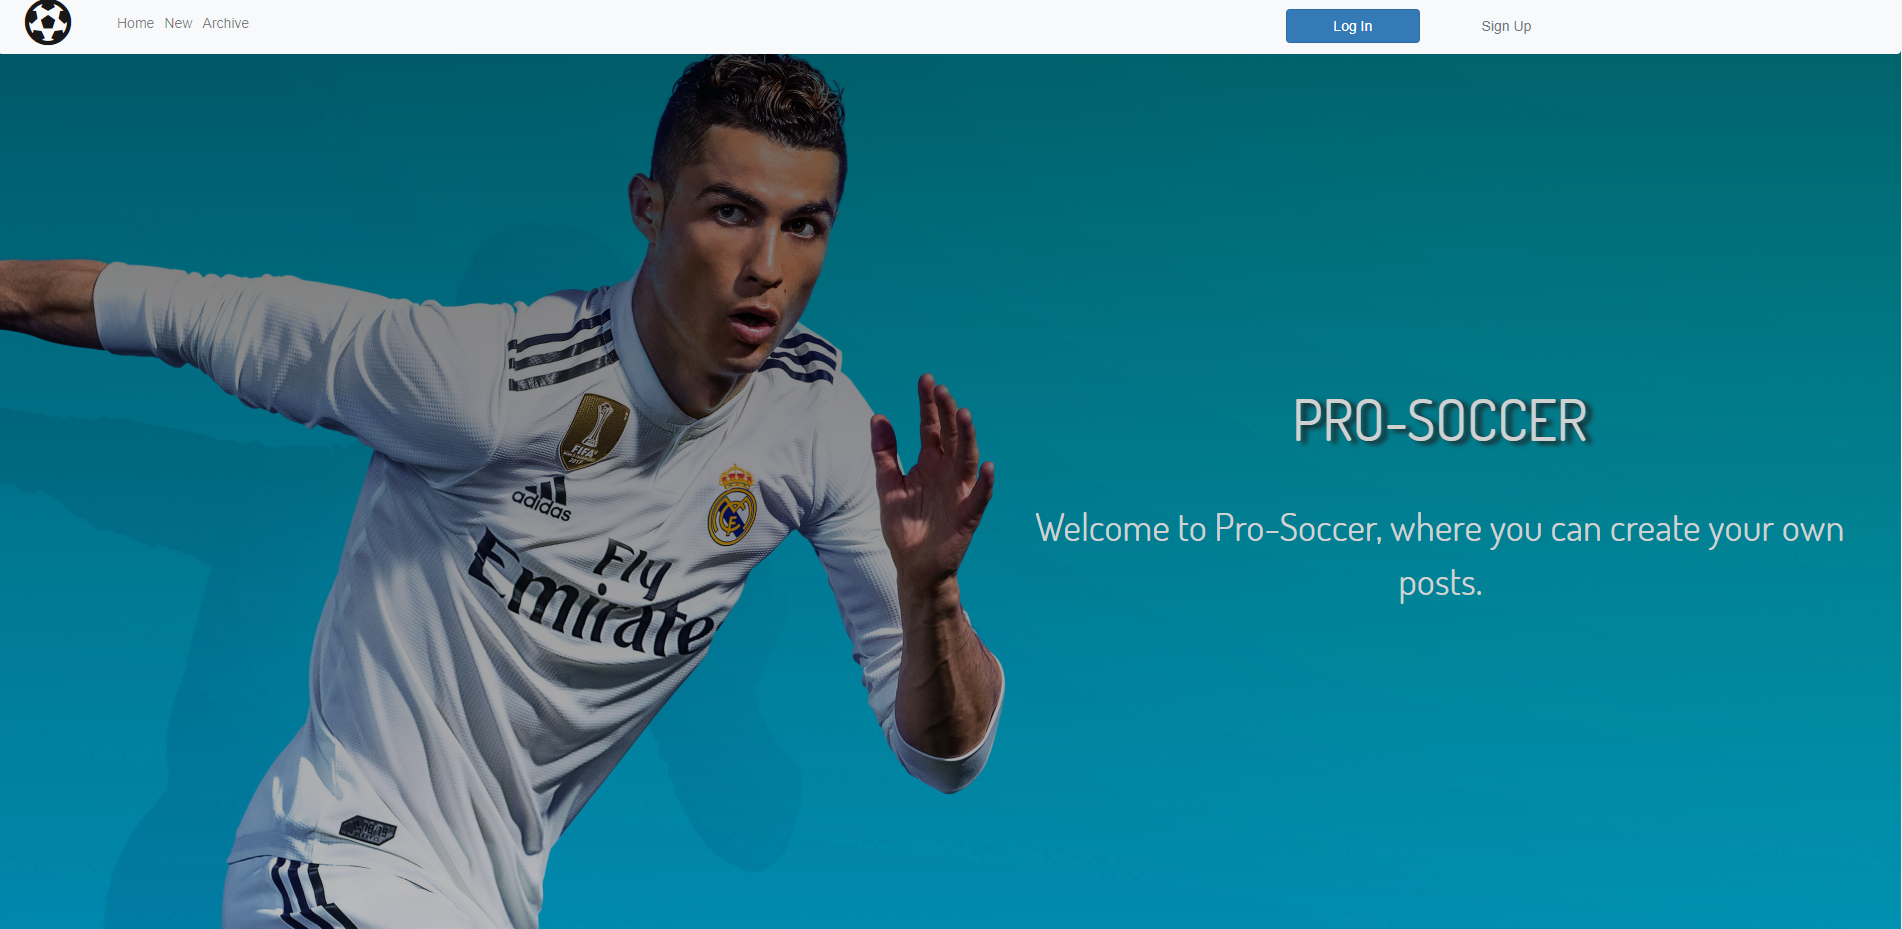 Home New Archive
Log In
Sign Up
PRO-SOCCER
Welcome to Pro-Soccer, where you can create your own
posts.
FIFA
2017
adidas
Fly
Emirates